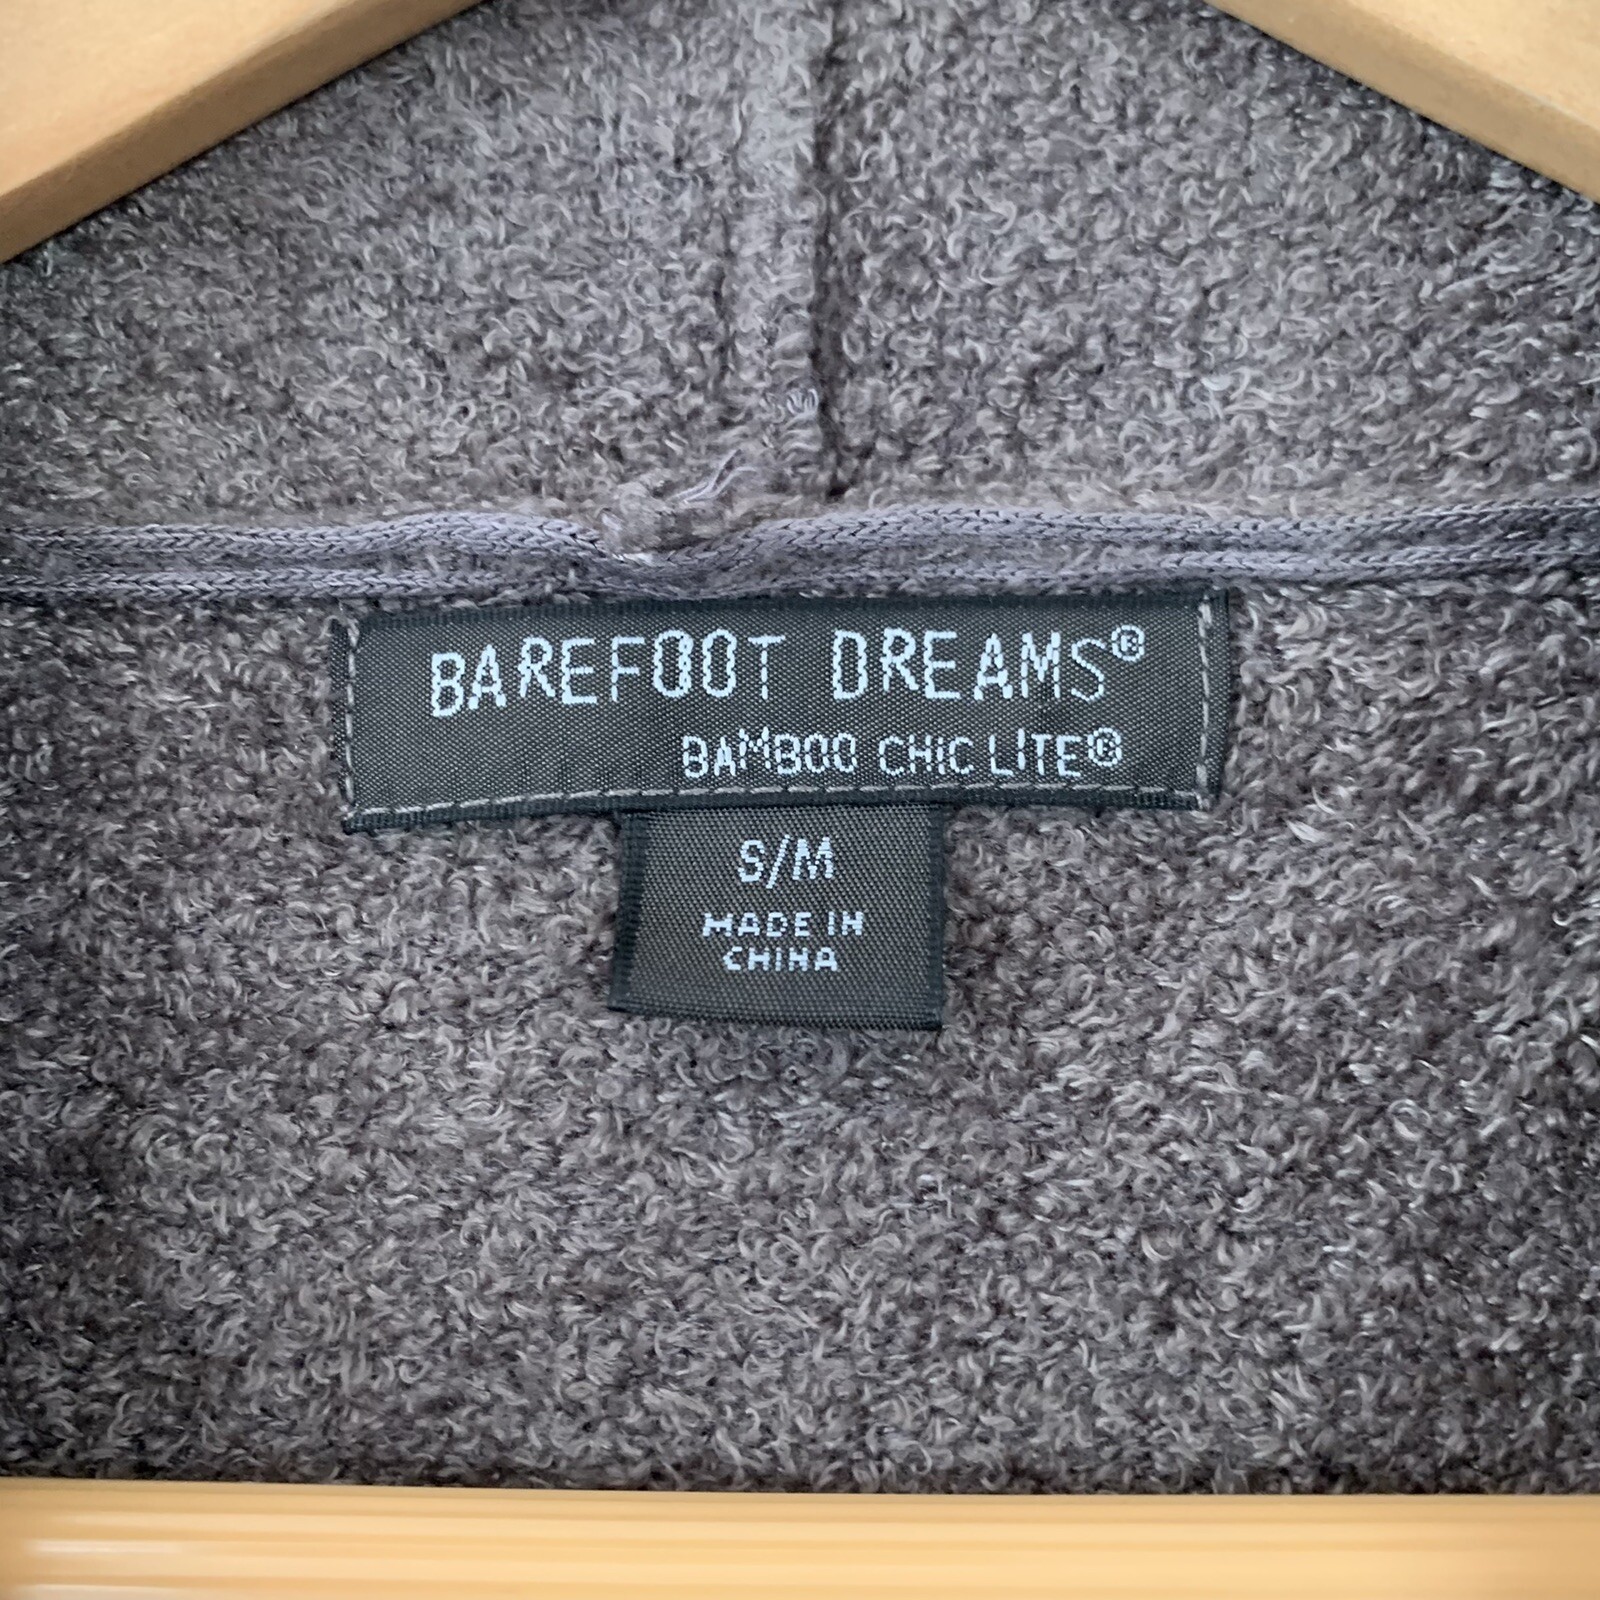 BAREFOOT DREAMS®
BAMBOO CHIC LITE®
S/M
MADE IN
CHINA